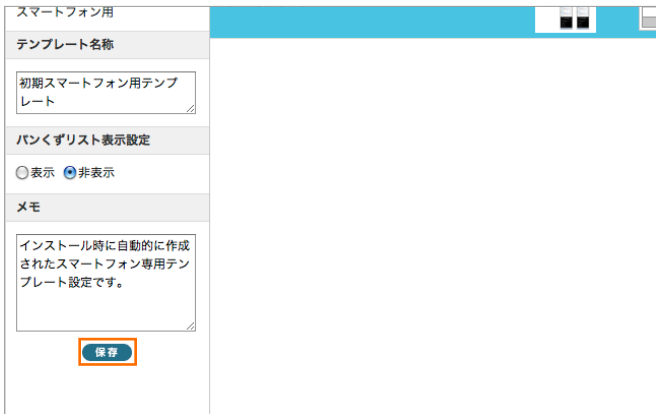 スマートフォン用
テンプレート名称
初期スマートフォン用テンプ
レート
パンくずリスト表示設定
表示 非表示
メモ
インストール時に自動的に作成
されたスマートフォン専用テン
プレート設定です。
保存